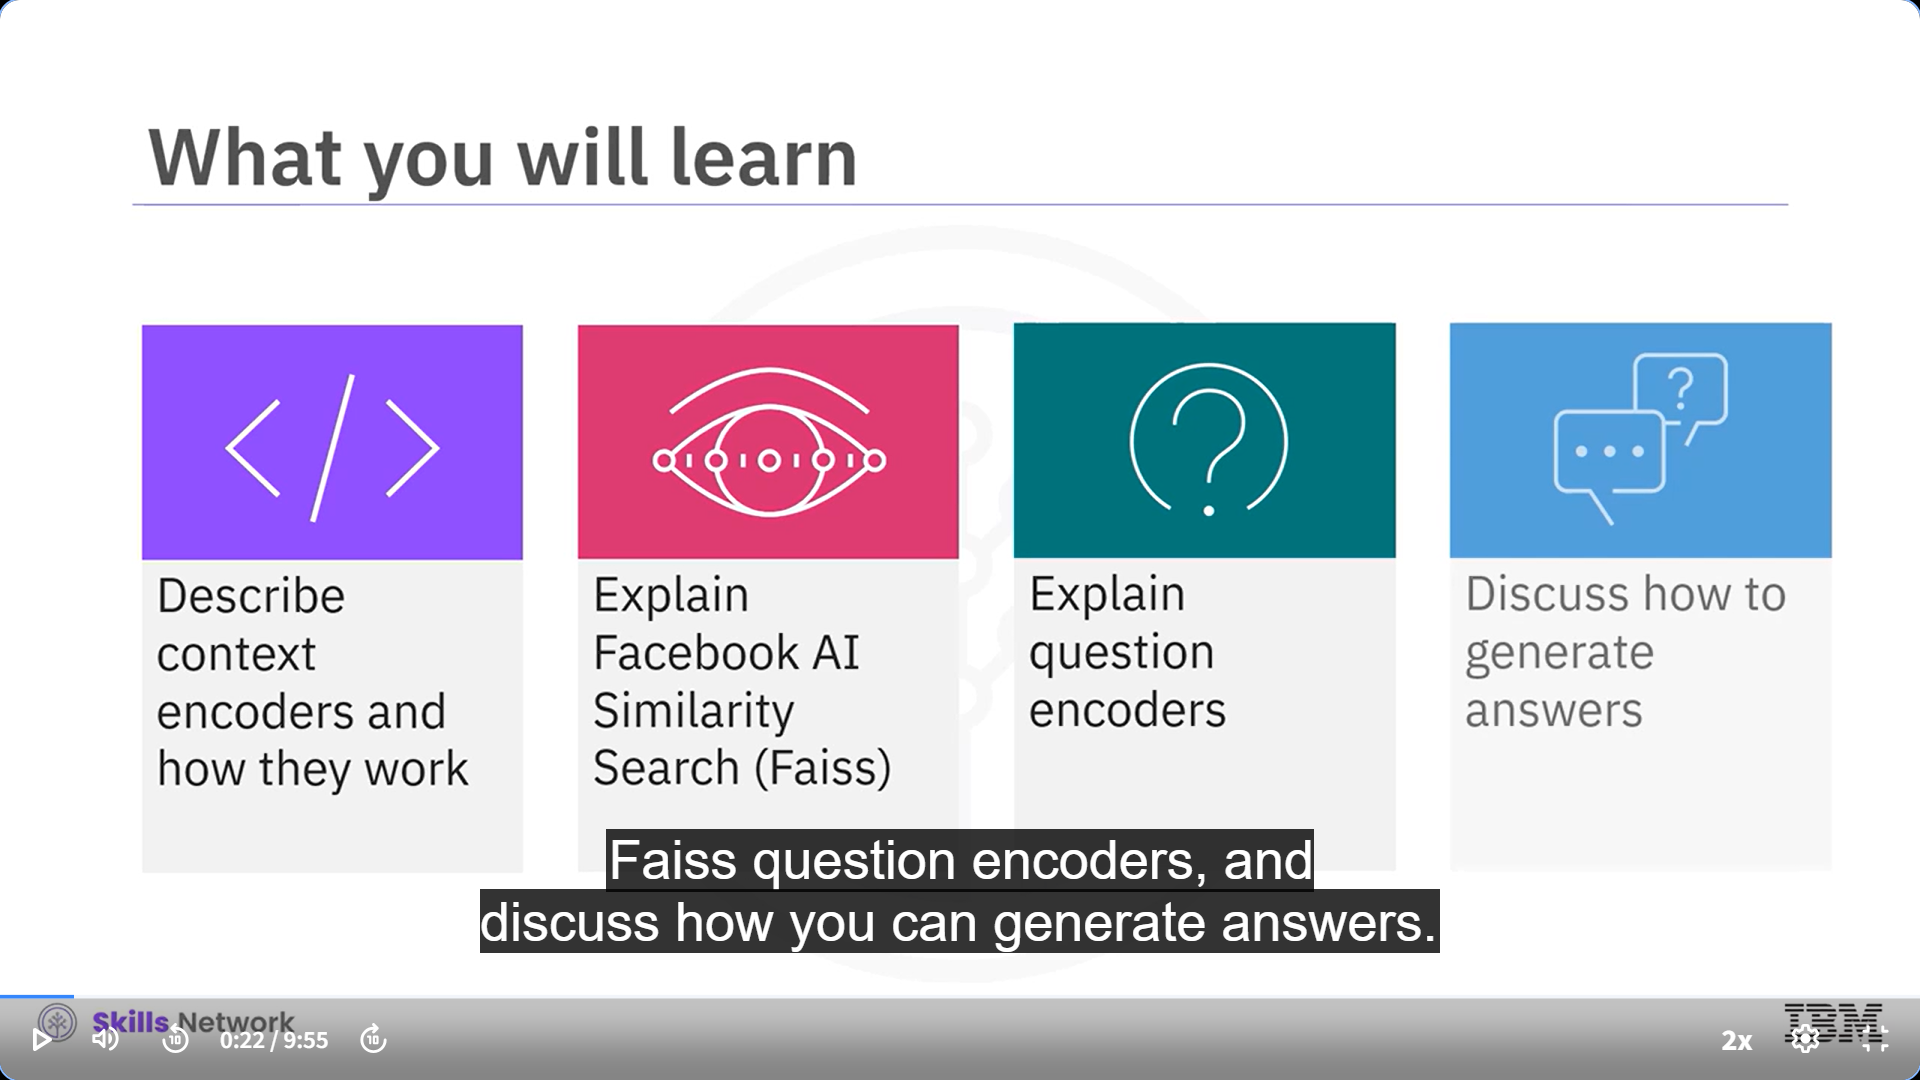 What you will learn
Describe
context
encoders and
how they work
Explain
Facebook AI
Similarity
Search (Faiss)
Explain
question
encoders
Discuss how to
generate
answers
Faiss question encoders, and
discuss how you can generate answers.
Skills Network
IBM
10
0:22 / 9:55
10
2x